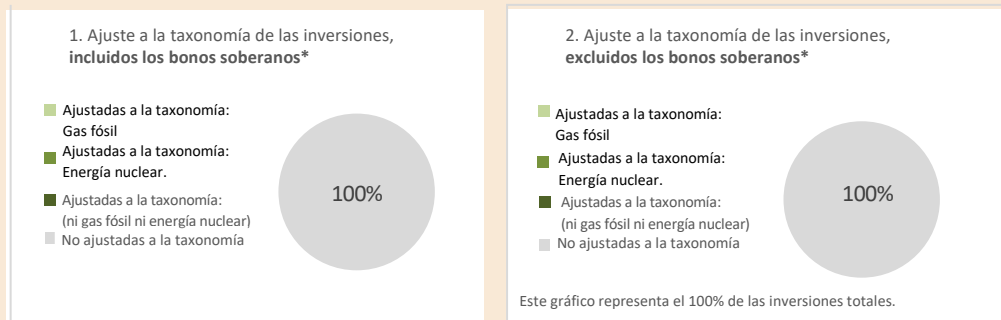 1. Ajuste a la taxonomía de las inversiones,
incluidos los bonos soberanos*
Ajustadas a la taxonomía:
Gas fósil
Ajustadas a la taxonomía:
Energía nuclear.
Ajustadas a la taxonomía:
(ni gas fósil ni energía nuclear)
No ajustadas a la taxonomía
100%
2. Ajuste a la taxonomía de las inversiones,
excluidos los bonos soberanos*
Ajustadas a la taxonomía:
Gas fósil
Ajustadas a la taxonomía:
Energía nuclear.
Ajustadas a la taxonomía:
(ni gas fósil ni energía nuclear)
No ajustadas a la taxonomía
100%
Este gráfico representa el 100% de las inversiones totales.